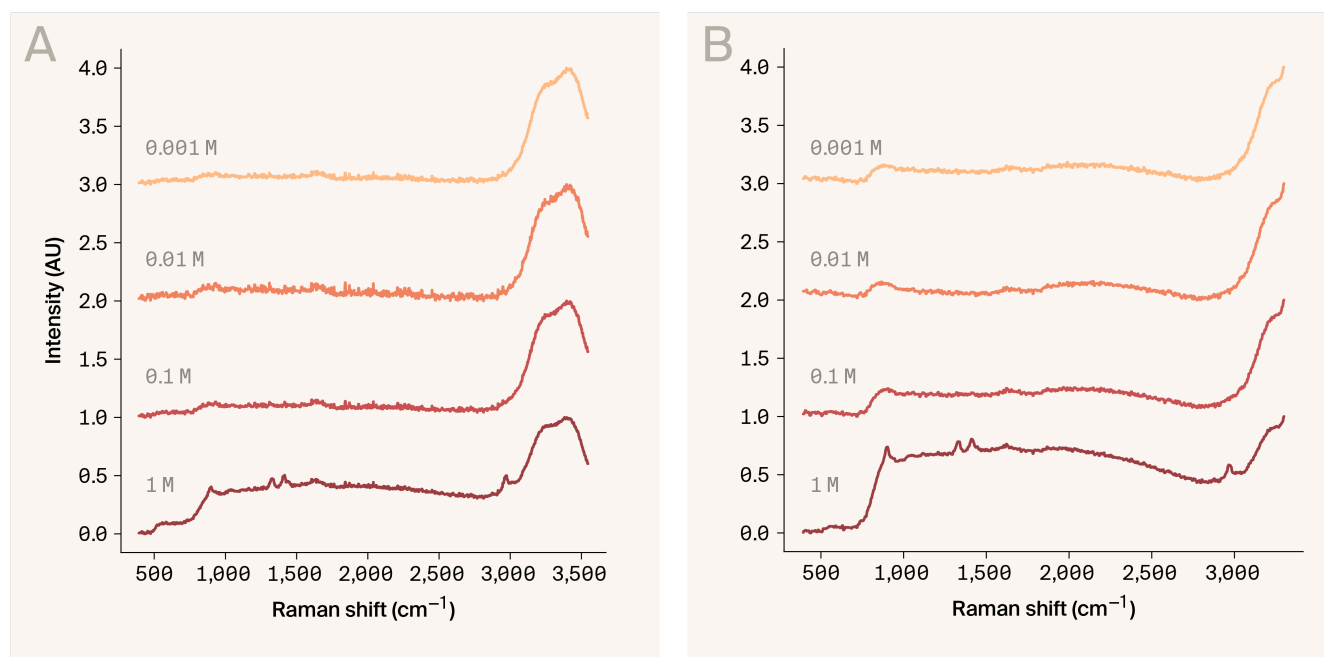 A
4.0
3.5
0.001 M
3.0
2.5
0.01 M
2.0
Intensity (AU)
1.5
0.1 M
1.0
0.5
1 M
0.0
500 1,000 1,500 2,000 2,500 3,000 3,500
Raman shift (cm⁻¹)
B
4.0
3.5
0.001 M
3.0
2.5
0.01 M
2.0
1.5
0.1 M
1.0
0.5
1 M
0.0
500 1,000 1,500 2,000 2,500 3,000
Raman shift (cm⁻¹)